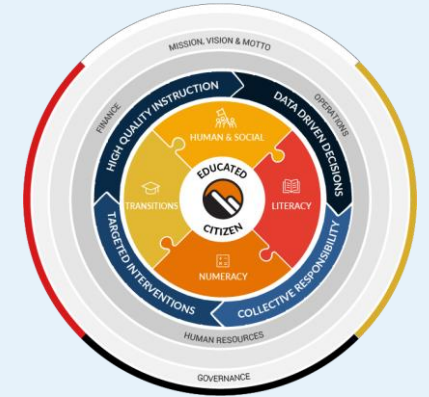 MISSION, VISION & MOTTO
FINANCE
OPERATIONS
HIGH QUALITY INSTRUCTION
DATA DRIVEN DECISIONS
HUMAN & SOCIAL
EDUCATED
TRANSITIONS
LITERACY
CITIZEN
NUMERACY
TARGETED INTERVENTIONS
COLLECTIVE RESPONSIBILITY
HUMAN RESOURCES
GOVERNANCE